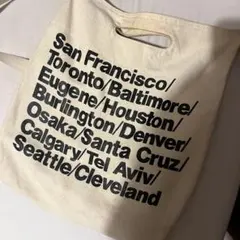 San Francisco/
Toronto/Baltimore/
Eugene/Houston/
Burlington/Denver/
Osaka/Santa Cruz/
Calgary/Tel Aviv/
Seattle/Cleveland